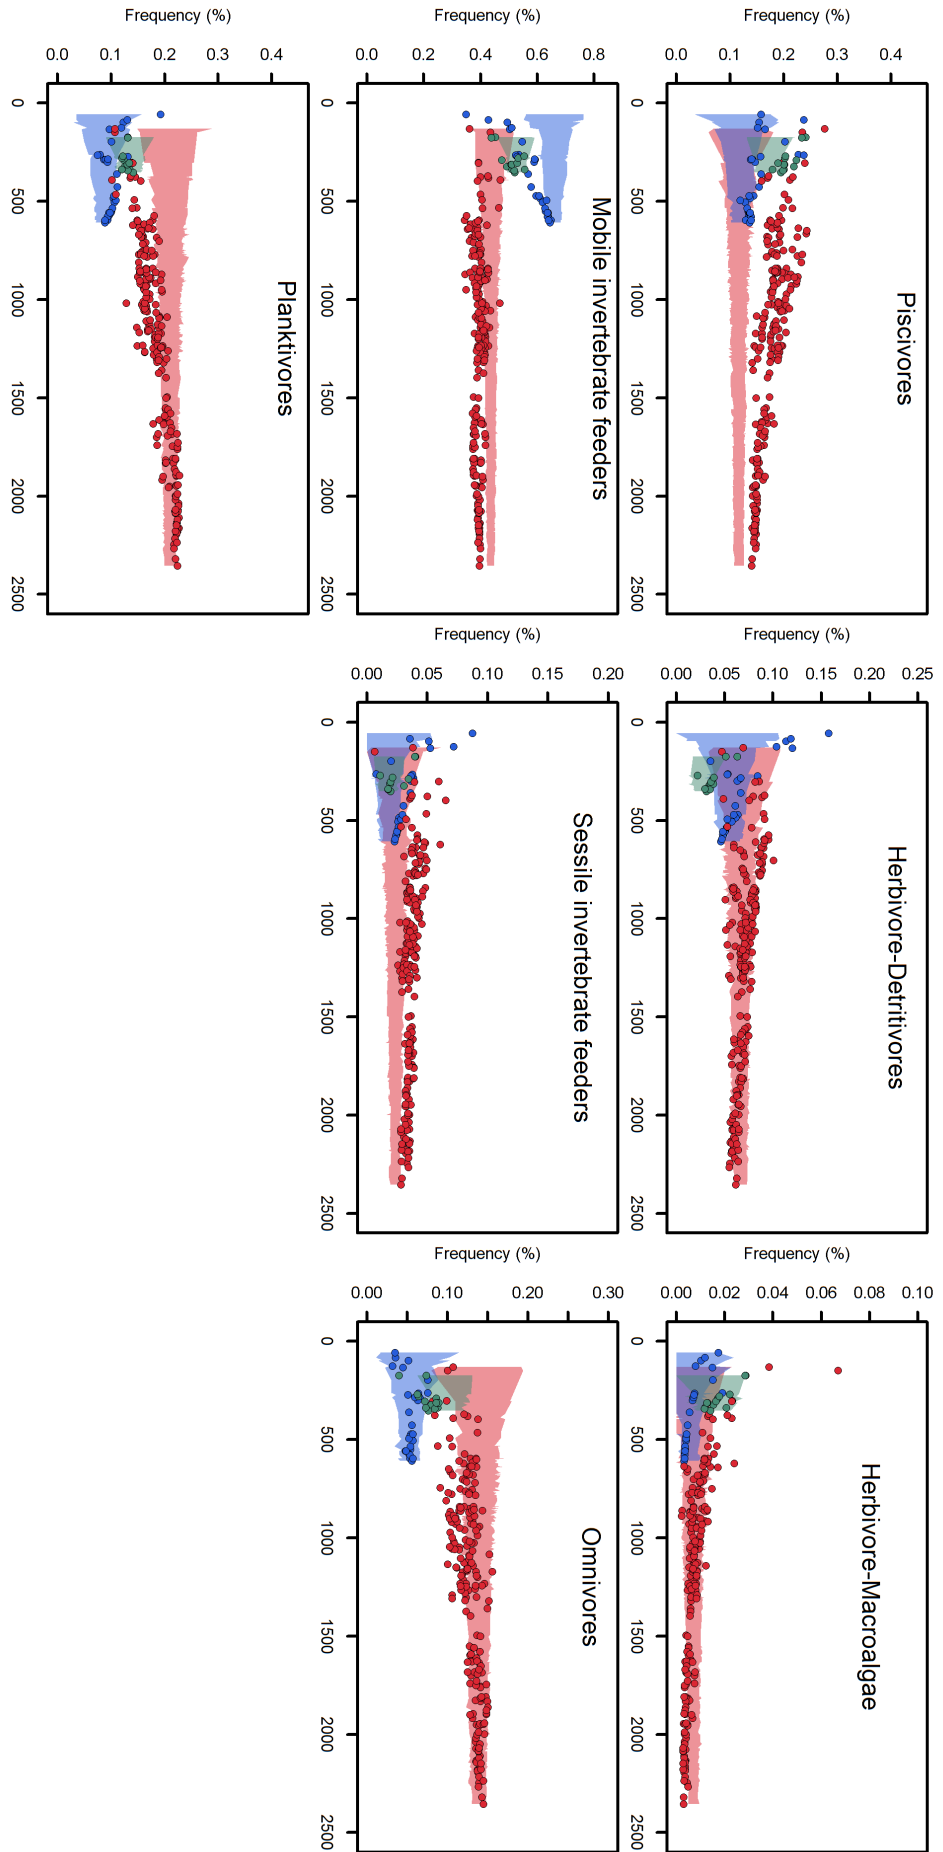 Piscivores
Frequency (%)
0.0 0.1 0.2 0.3
0 500 1000 1500 2000 2500
Herbivore-Detritivores
Frequency (%)
0.00 0.05 0.10 0.15 0.20 0.25
0 500 1000 1500 2000 2500
Herbivore-Macroalgae
Frequency (%)
0.00 0.02 0.04 0.06 0.08 0.10
0 500 1000 1500 2000 2500
Mobile invertebrate feeders
Frequency (%)
0.0 0.2 0.4 0.6 0.8
0 500 1000 1500 2000 2500
Sessile invertebrate feeders
Frequency (%)
0.00 0.05 0.10 0.15 0.20
0 500 1000 1500 2000 2500
Omnivores
Frequency (%)
0.00 0.10 0.20 0.30
0 500 1000 1500 2000 2500
Planktivores
Frequency (%)
0.0 0.1 0.2 0.3 0.4
0 500 1000 1500 2000 2500